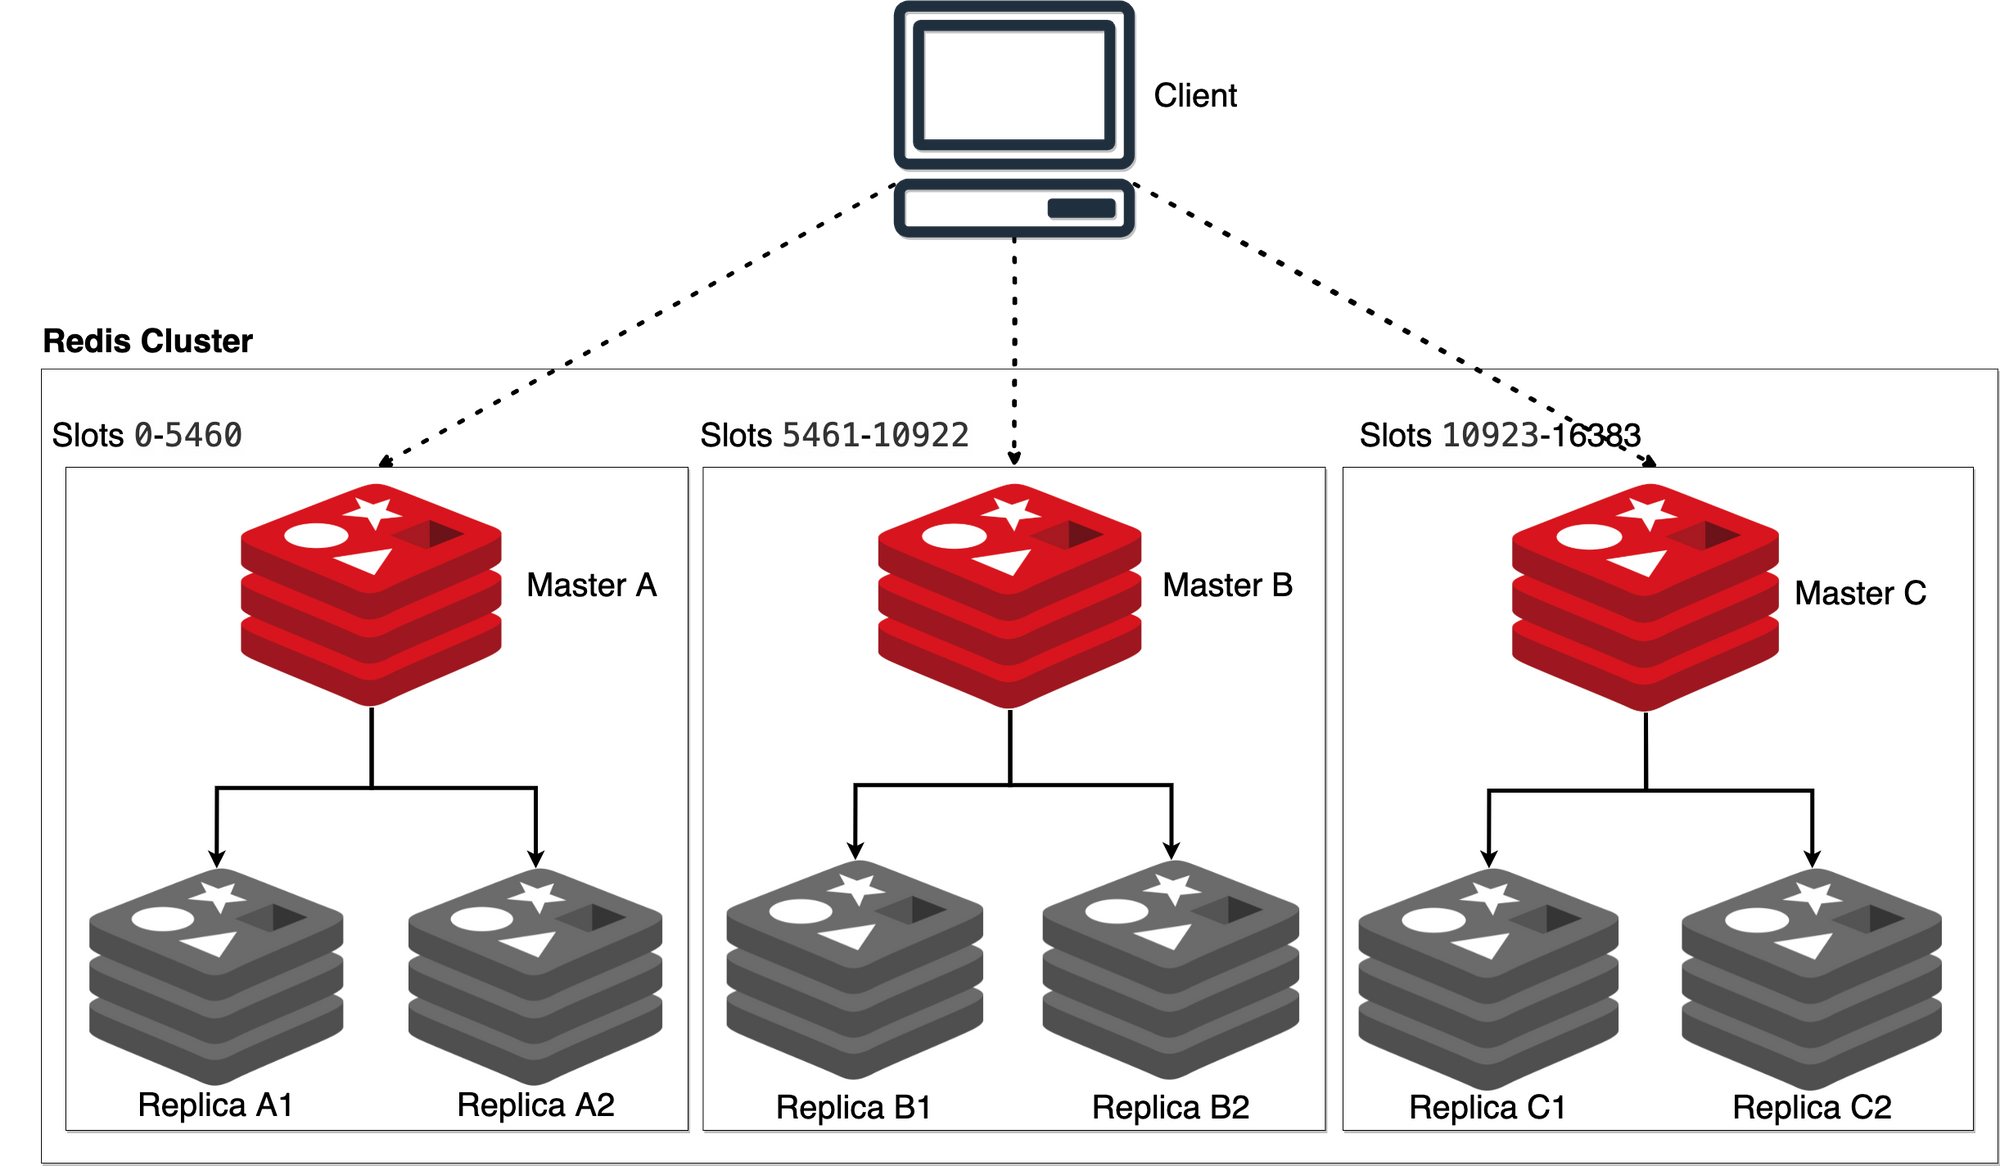 Client
Redis Cluster
Slots 0-5460
Slots 5461-10922
Slots 10923-16383
Master A
Master B
Master C
Replica A1
Replica A2
Replica B1
Replica B2
Replica C1
Replica C2